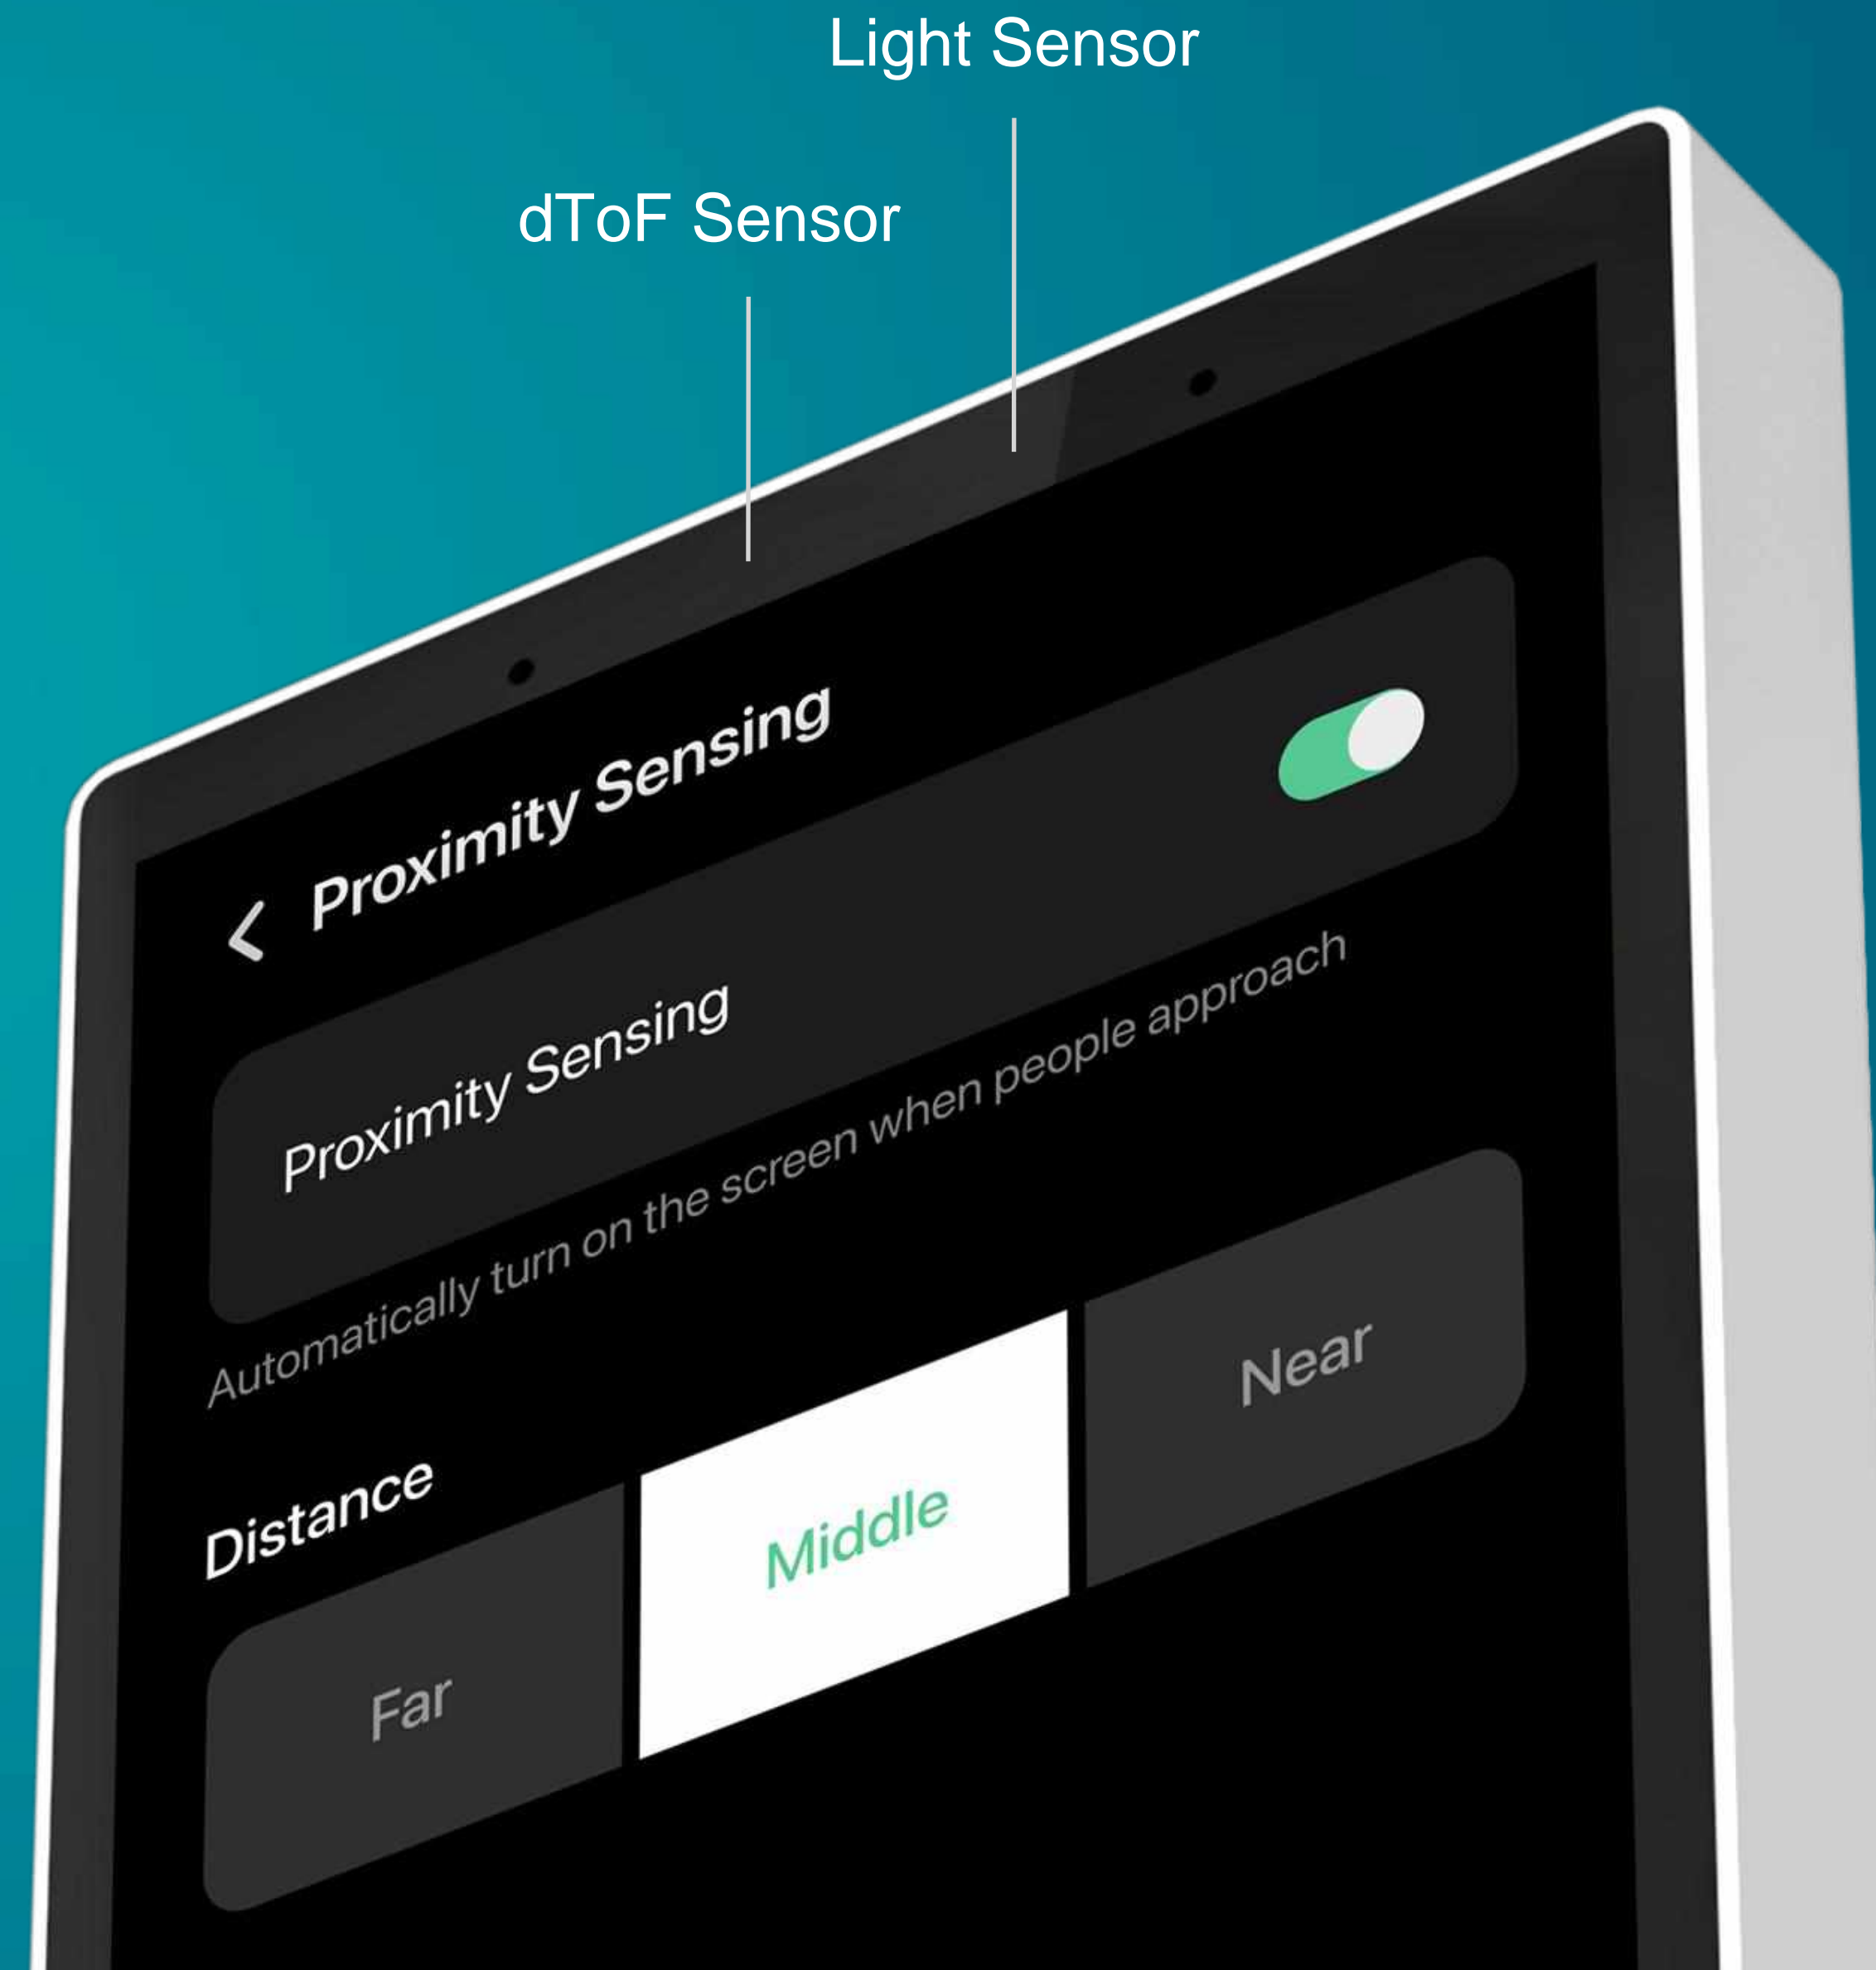 Light Sensor
dToF Sensor
Proximity Sensing
Proximity Sensing
Automatically turn on the screen when people approach
Distance
Far
Middle
Near